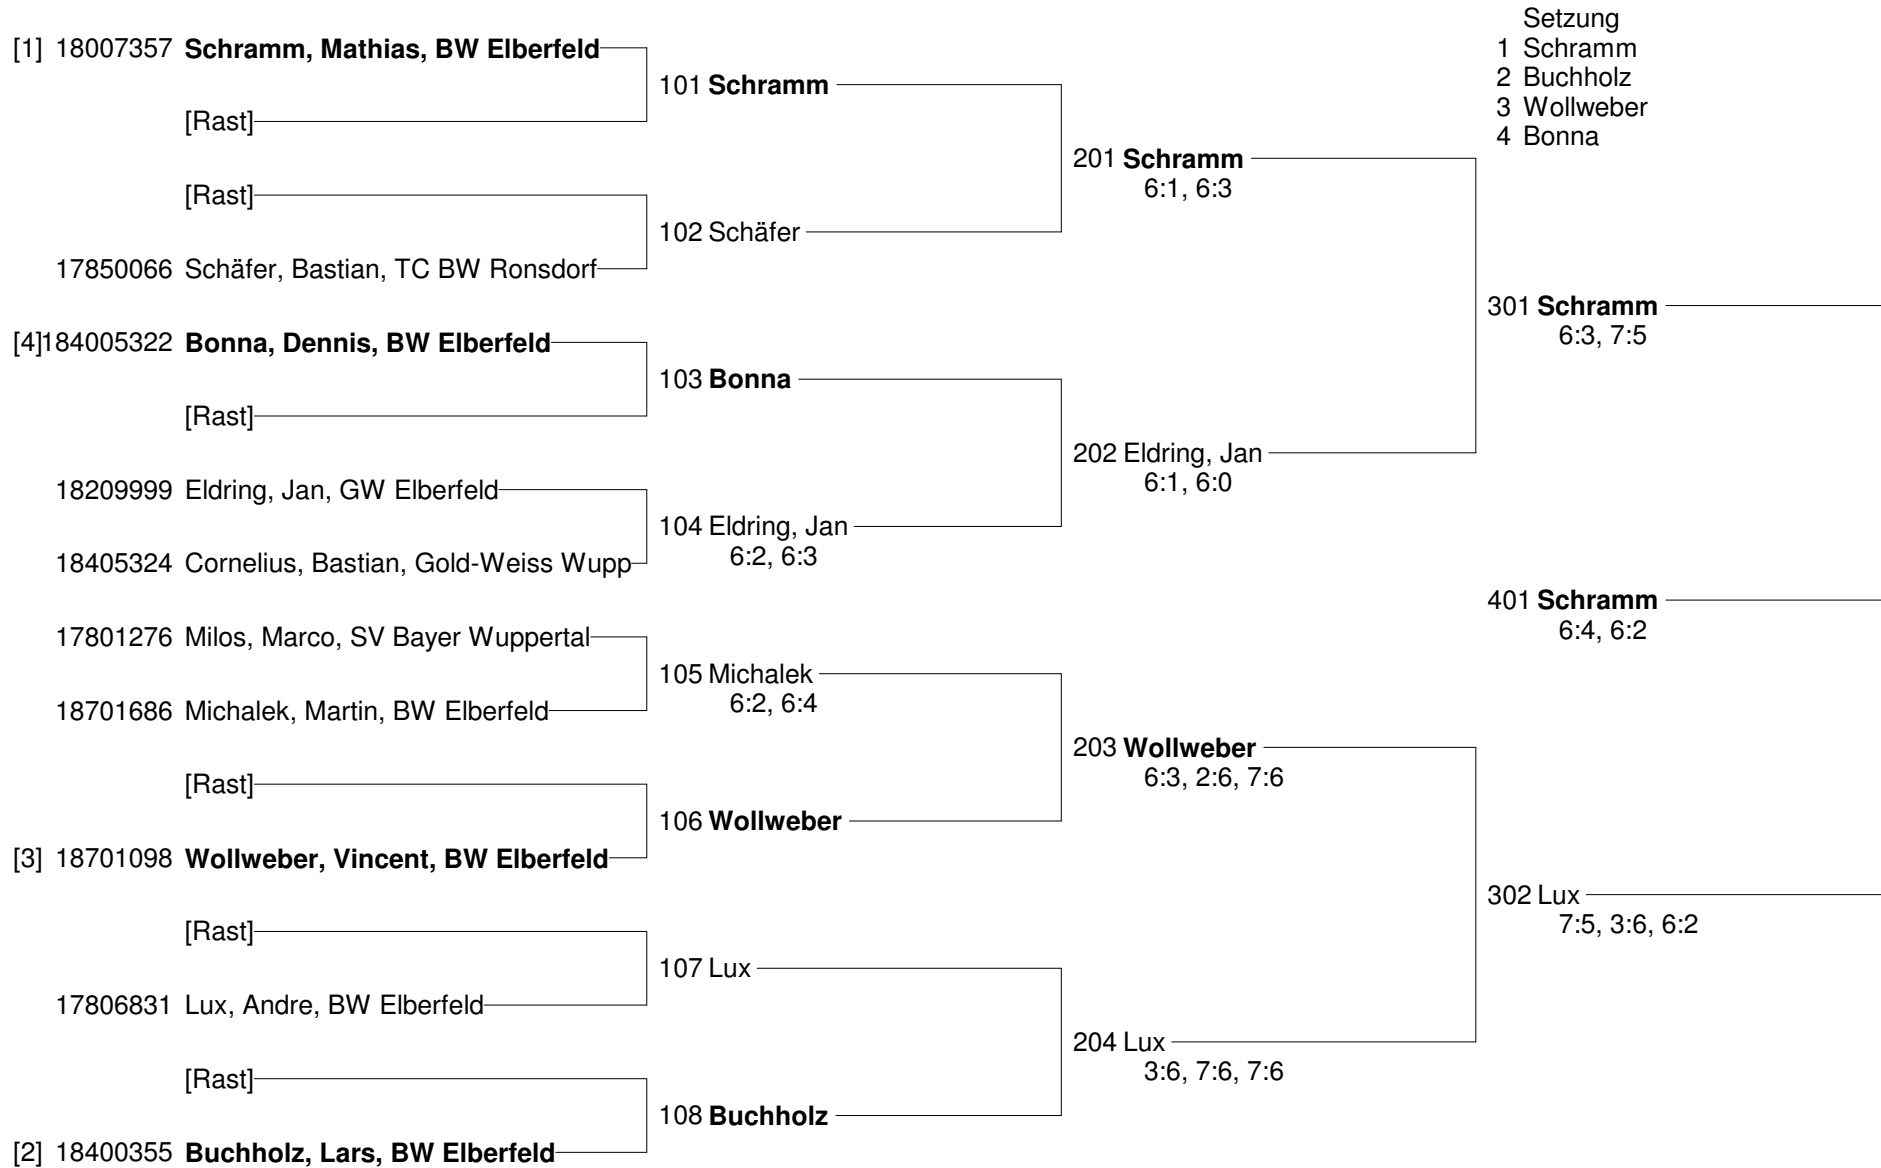 Setzung
1 Schramm
2 Buchholz
3 Wollweber
4 Bonna
[1] 18007357 Schramm, Mathias, BW Elberfeld
101 Schramm
[Rast]
201 Schramm
6:1, 6:3
[Rast]
102 Schäfer
17850066 Schäfer, Bastian, TC BW Ronsdorf
301 Schramm
6:3, 7:5
[4]184005322 Bonna, Dennis, BW Elberfeld
103 Bonna
[Rast]
202 Eldring, Jan
6:1, 6:0
18209999 Eldring, Jan, GW Elberfeld
104 Eldring, Jan
6:2, 6:3
18405324 Cornelius, Bastian, Gold-Weiss Wupp
401 Schramm
6:4, 6:2
17801276 Milos, Marco, SV Bayer Wuppertal
105 Michalek
6:2, 6:4
18701686 Michalek, Martin, BW Elberfeld
203 Wollweber
6:3, 2:6, 7:6
[Rast]
106 Wollweber
[3] 18701098 Wollweber, Vincent, BW Elberfeld
302 Lux
7:5, 3:6, 6:2
[Rast]
107 Lux
17806831 Lux, Andre, BW Elberfeld
204 Lux
3:6, 7:6, 7:6
[Rast]
108 Buchholz
[2] 18400355 Buchholz, Lars, BW Elberfeld